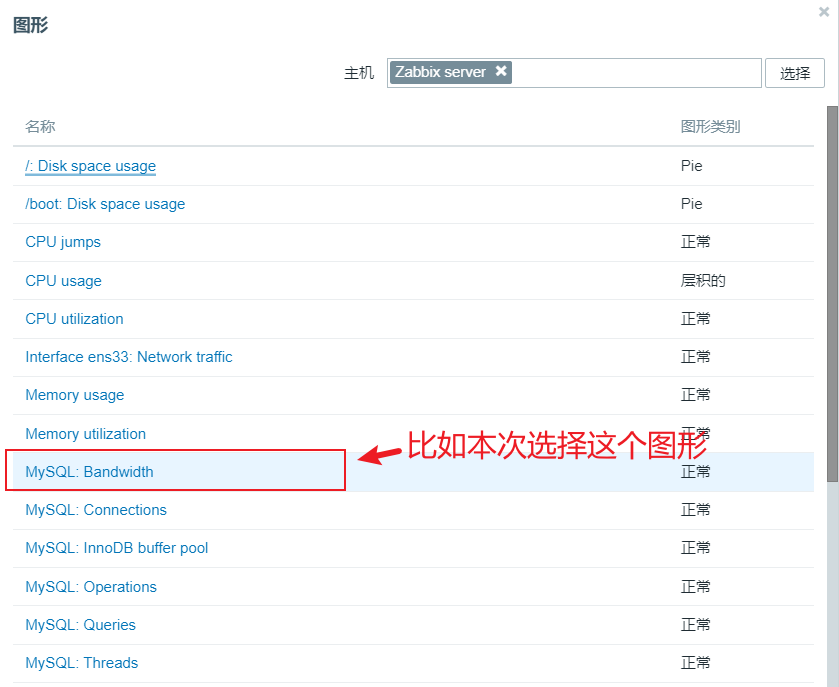 图形
主机 Zabbix server 选择
名称 图形类别
/: Disk space usage Pie
/boot: Disk space usage Pie
CPU jumps 正常
CPU usage 层积的
CPU utilization 正常
Interface ens33: Network traffic 正常
Memory usage 正常
Memory utilization 正常
比如本次选择这个图形
MySQL: Bandwidth 正常
MySQL: Connections 正常
MySQL: InnoDB buffer pool 正常
MySQL: Operations 正常
MySQL: Queries 正常
MySQL: Threads 正常